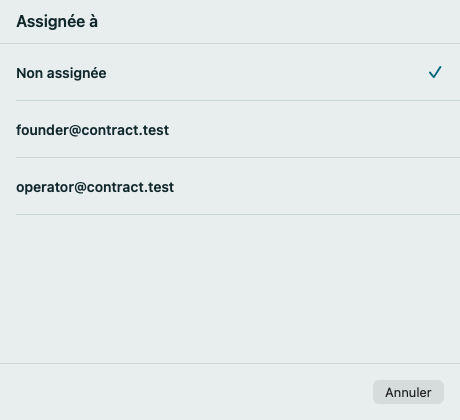 Assignée à
Non assignée
founder@contract.test
operator@contract.test
Annuler